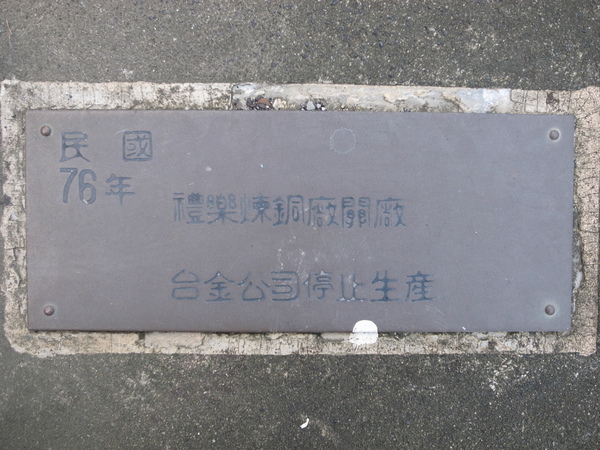 民國
76年
禮樂煉銅廠關廠
台金公司停止生產